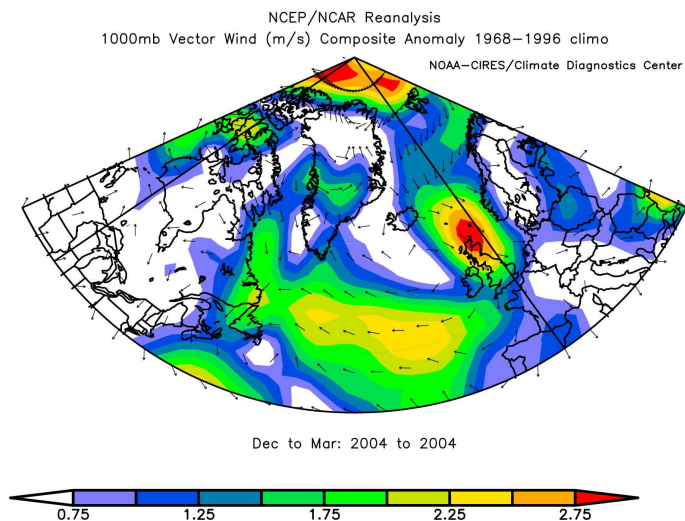 NCEP/NCAR Reanalysis
1000mb Vector Wind (m/s) Composite Anomaly 1968-1996 climo
NOAA-CIRES/Climate Diagnostics Center
Dec to Mar: 2004 to 2004
0.75 1.25 1.75 2.25 2.75